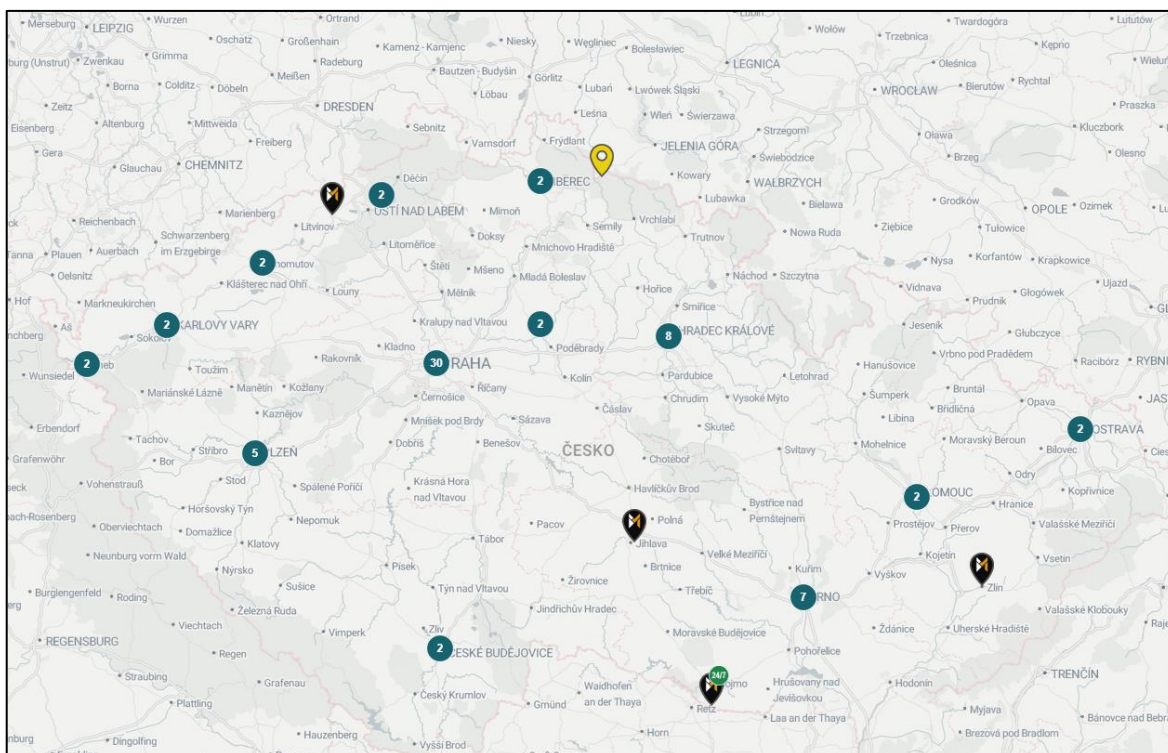 Merseburg
LEIPZIG
Wurzen
Oschatz
Großenhain
Ortrand
Kamenz - Kamjenc
Niesky
Węgliniec
Bolesławiec
Wołów
Trzebnica
Twardogóra
Kępno
Lututów
burg (Unstrut)
Zwenkau
Grimma
Meißen
Radeburg
Bautzen - Budyšin
Görlitz
Lubań
Lwówek Śląski
LEGNICA
WROCŁAW
Oleśnica
Bierutów
Rychtal
Wieluń
Zeitz
Borna
Colditz
Döbeln
Löbau
Leśna
Wleń
Świerzawa
Praszka
Eisenberg
Altenburg
Mittweida
DRESDEN
Sebnitz
Varnsdorf
Frýdlant
Strzegom
Oława
Kluczbork
Gera
Glauchau
CHEMNITZ
Freiberg
JELENIA GÓRA
Świebodzice
Brzeg
Olesno
Reichenbach
Marienberg
Děčín
2
2
BEREC
Kowary
WAŁBRZYCH
Grodków
OPOLE
Ozimek
Plauen
Auerbach
Schwarzenberg
im Erzgebirge
Litvínov
ÚSTÍ NAD LABEM
Mimoň
Vrchlabí
Lubawka
Bielawa
Ziębice
Tułowice
Oelsnitz
Litoměřice
Doksy
Semily
Trutnov
Nowa Ruda
Nysa
Korfantów
Krapkowice
2
omutov
Štětí
Mšeno
Mnichovo Hradiště
Hof
Markneukirchen
Klášterec nad Ohří
Louny
Mělník
Mladá Boleslav
Hořice
Náchod
Szczytna
Vidnava
Prudnik
Głogówek
Ujazd
Aš
2
KARLOVY VARY
Sokolov
Kralupy nad Vltavou
2
Smiřice
8
HRADEC KRÁLOVÉ
Jeseník
Głubczyce
2
heb
Wunsiedel
Toužim
Rakovník
Kladno
30
RAHA
Poděbrady
Kolín
Pardubice
Letohrad
Hanušovice
Vrbno pod Pradědem
Racibórz
RYBNI
Mariánské Lázně
Manětín
Kožlany
Černošice
Říčany
Chrudim
Vysoké Mýto
Šumperk
Bruntál
Erbendorf
Kaznějov
Mníšek pod Brdy
Sázava
Čáslav
Skuteč
Libina
Břidličná
Opava
Tachov
Stříbro
5
LZEŇ
Dobříš
Benešov
ČESKO
Svitavy
Mohelnice
Moravský Beroun
2
OSTRAVA
Bílovec
Grafenwöhr
Bor
Chotěboř
Vohenstrauß
Stod
Spálené Poříčí
Krásná Hora
nad Vltavou
Havlíčkův Brod
2
OLOMOUC
Odry
Hranice
Kopřivnice
Horšovský Týn
Oberviechtach
Domažlice
Nepomuk
Pacov
Polná
Bystřice nad
Pernštejnem
Prostějov
Přerov
Valašské Meziříčí
Neunburg vorm Wald
Klatovy
Tábor
Jihlava
Velké Meziříčí
Kojetín
Vsetín
Nýrsko
Písek
Brtnice
Kuřim
Vyškov
Burglengenfeld
Roding
Sušice
Týn nad Vltavou
Žirovnice
Třebíč
7
RNO
Zlín
Železná Ruda
Jindřichův Hradec
Valašské Klobouky
REGENSBURG
Viechtach
Vimperk
Zliv
Moravské Budějovice
Ždánice
Uherské Hradiště
Regen
2
ČESKÉ BUDĚJOVICE
Pohořelice
Straubing
Grafenau
Český Krumlov
Waidhofen
an der Thaya
24/7
ojmo
Hrušovany nad
Jevišovkou
Hodonín
TRENČÍN
Plattling
Gmünd
Retz
Laa an der Thaya
Myjava
Dingolfing
Hauzenberg
Vyšší Brod
Horn
Brezová pod Bradlom
Bánovce nad Beb